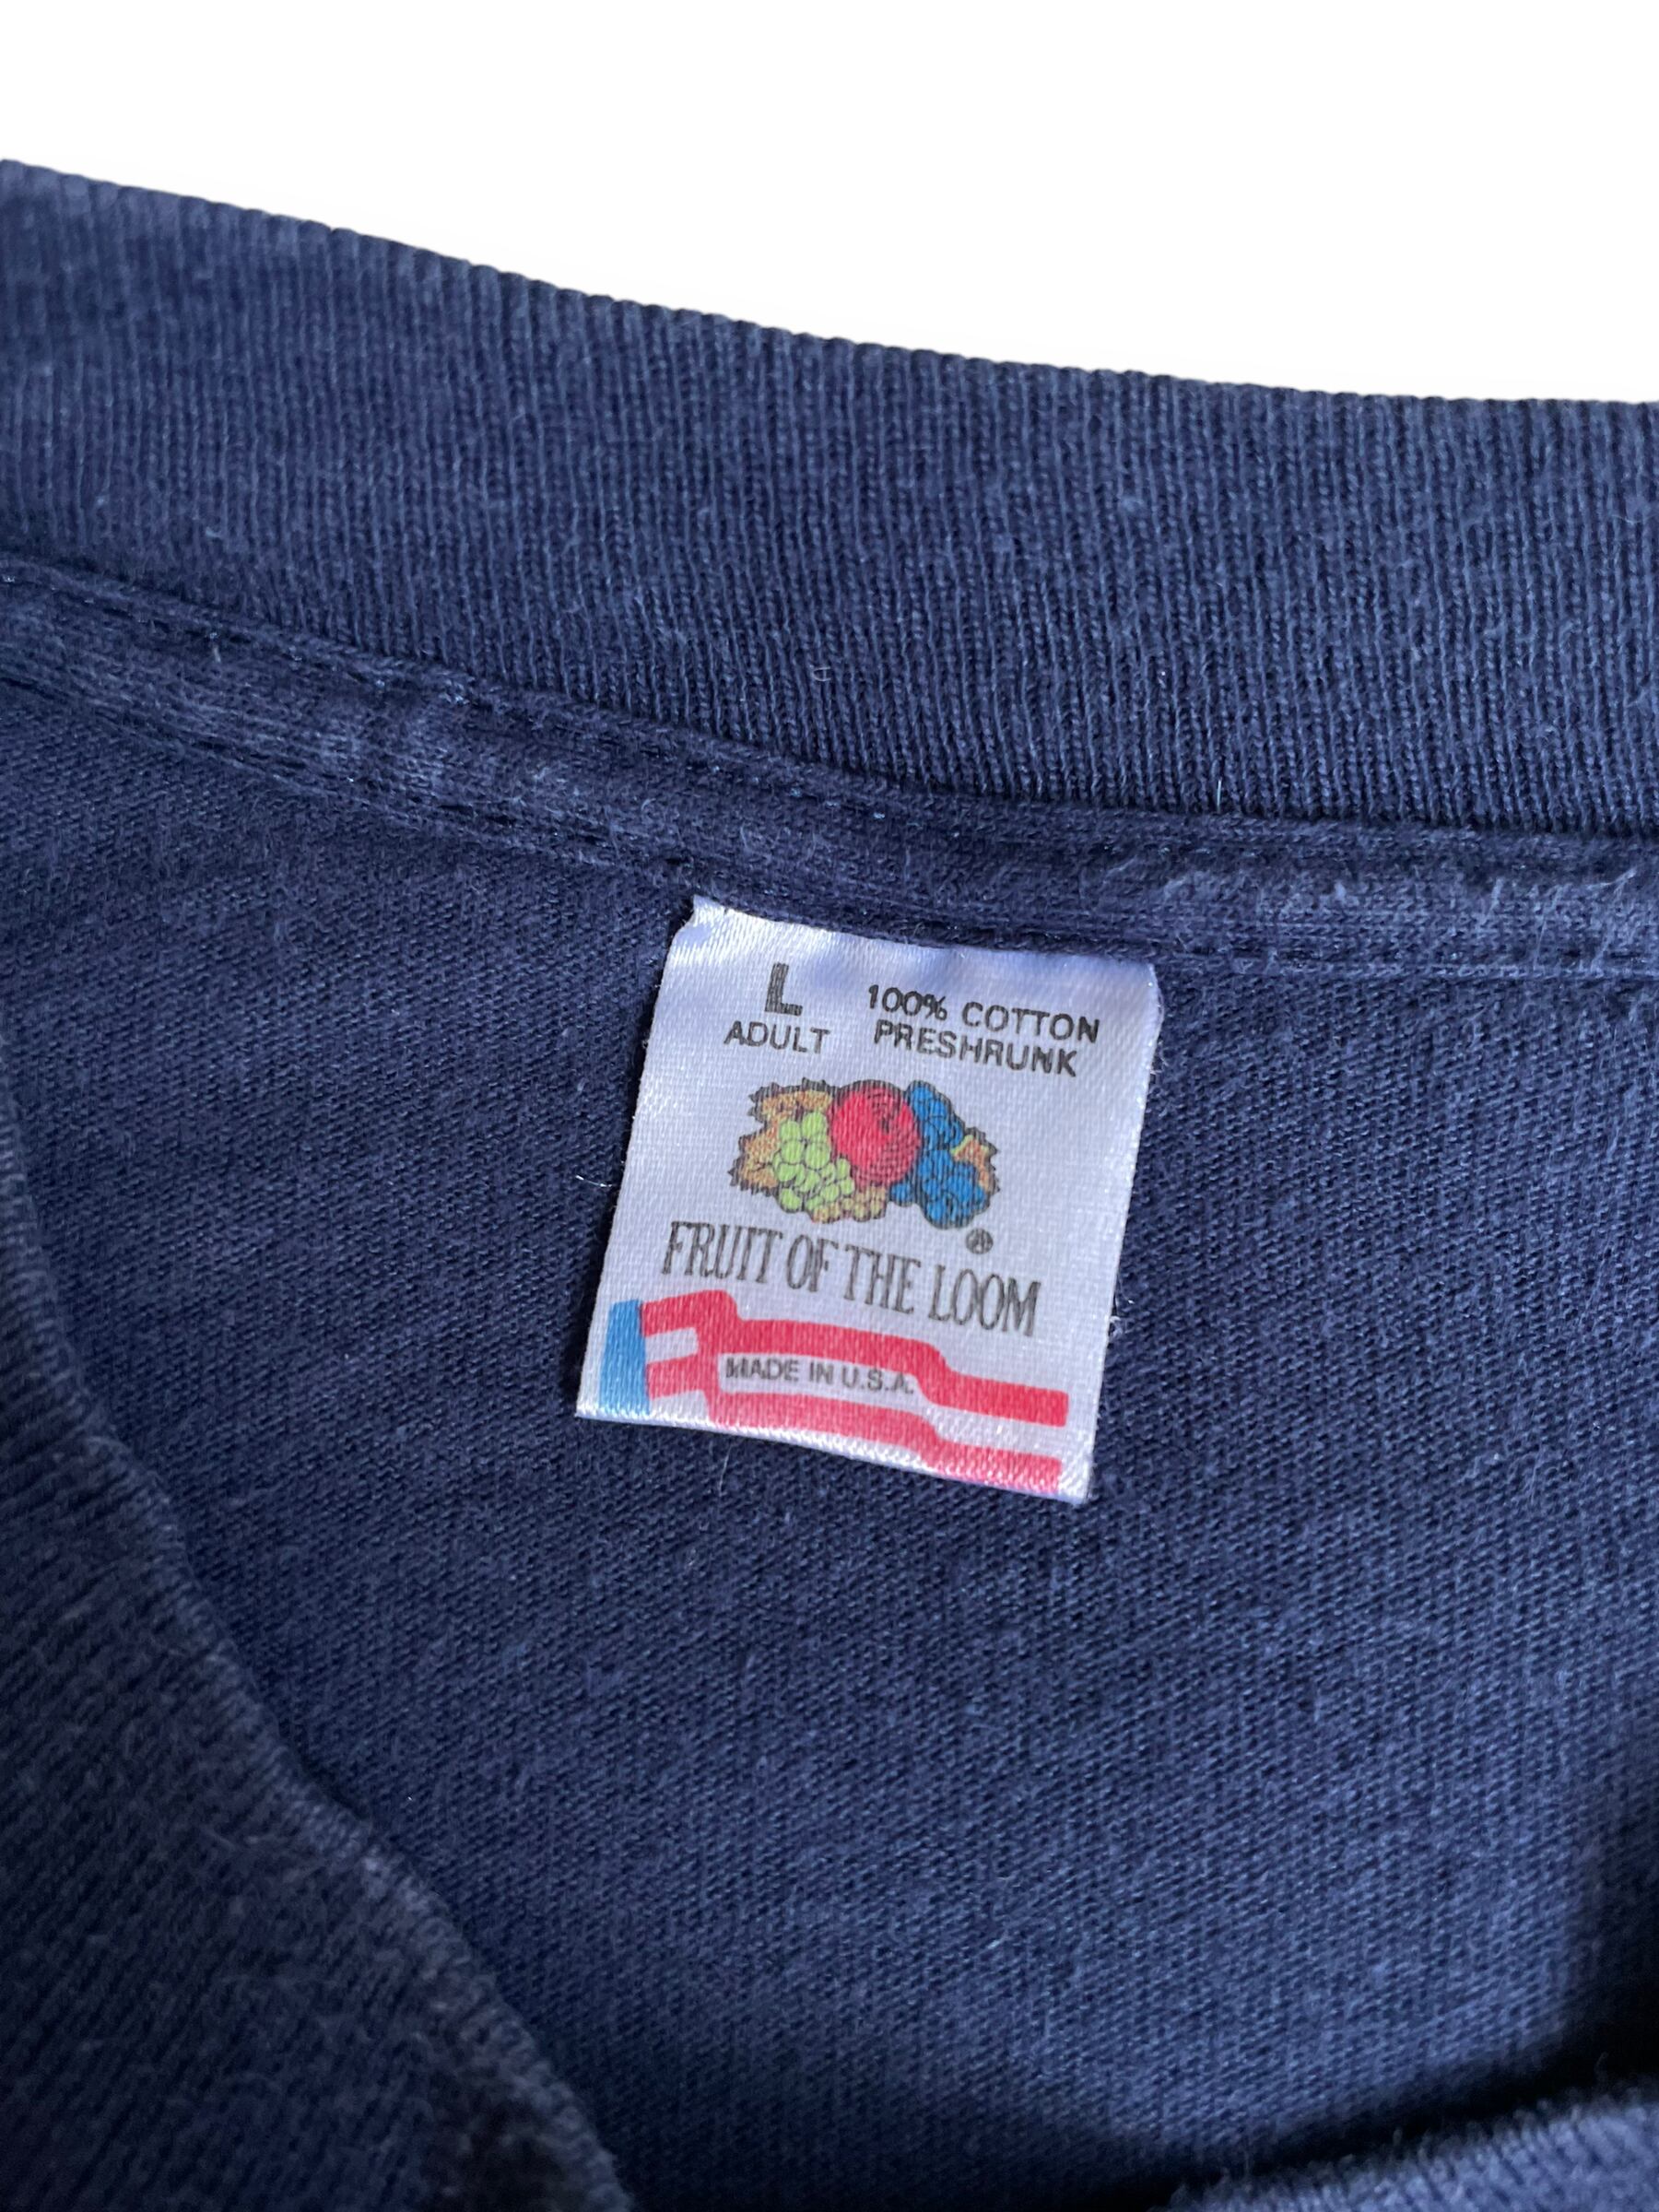 L 100% COTTON
ADULT PRESHRUNK
®
FRUIT OF THE LOOM
MADE IN U.S.A.